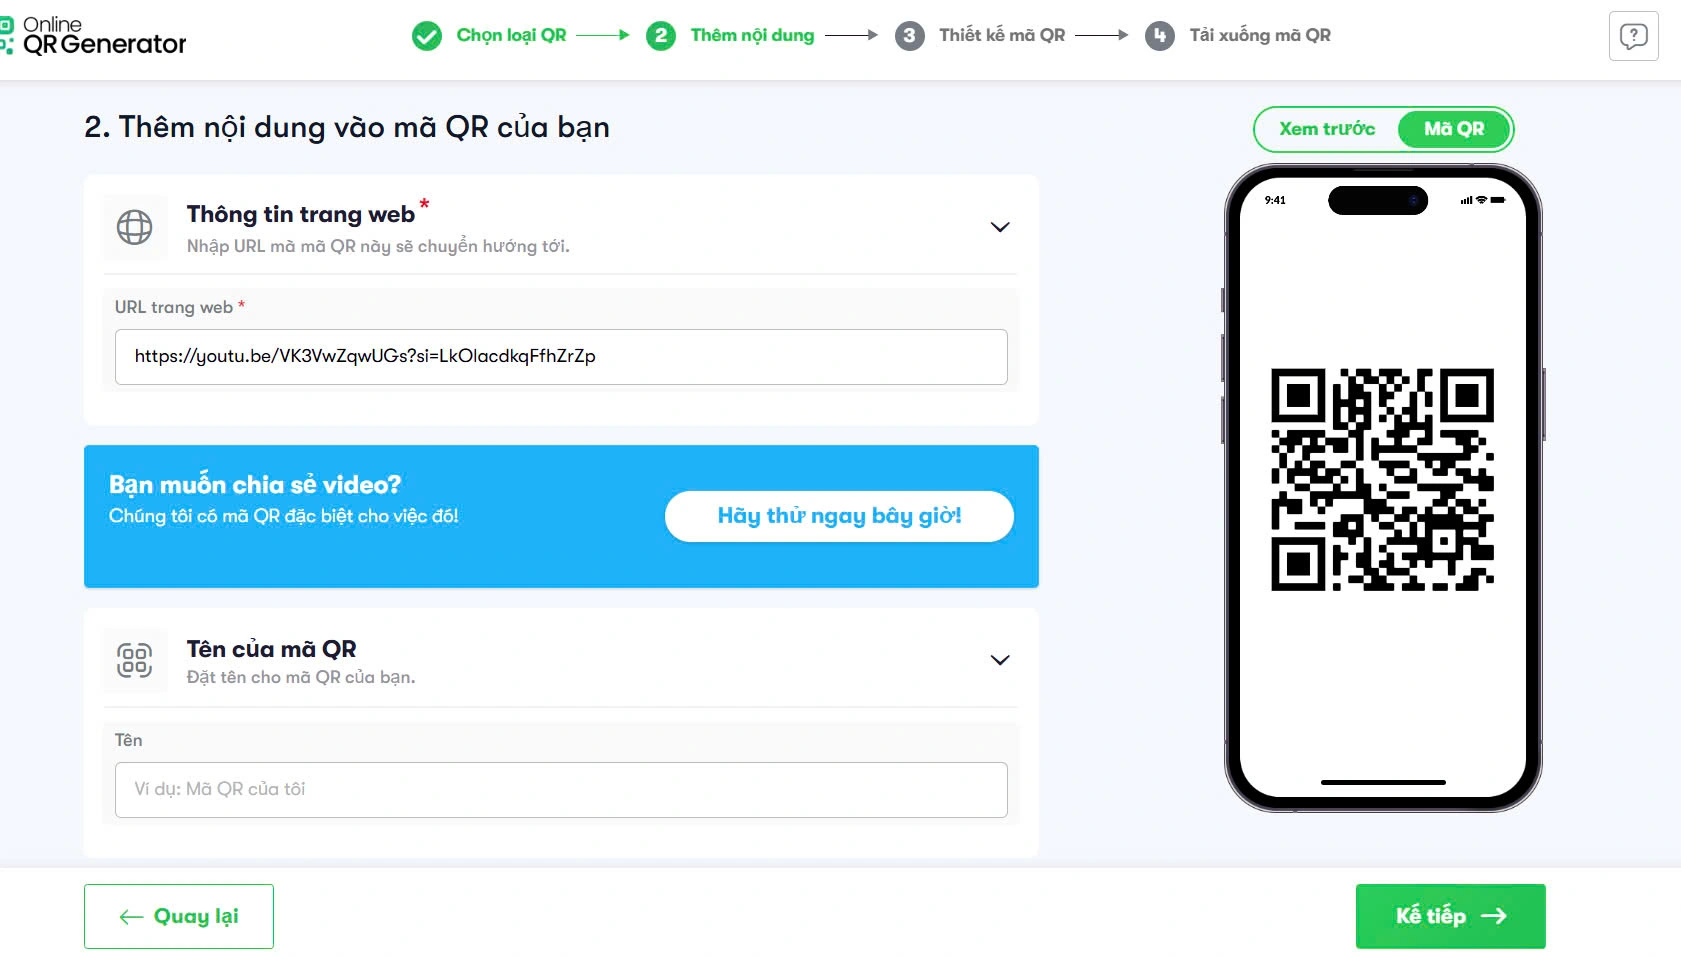 Online
QR Generator
Chọn loại QR
2 Thêm nội dung
3 Thiết kế mã QR
4 Tải xuống mã QR
?
2. Thêm nội dung vào mã QR của bạn
Xem trước
Mã QR
Thông tin trang web *
Nhập URL mà mã QR này sẽ chuyển hướng tới.
URL trang web *
https://youtu.be/VK3VwZqwUGs?si=LkOlacdkqFfhZrZp
9:41
Bạn muốn chia sẻ video?
Chúng tôi có mã QR đặc biệt cho việc đó!
Hãy thử ngay bây giờ!
Tên của mã QR
Đặt tên cho mã QR của bạn.
Tên
Ví dụ: Mã QR của tôi
Quay lại
Kế tiếp